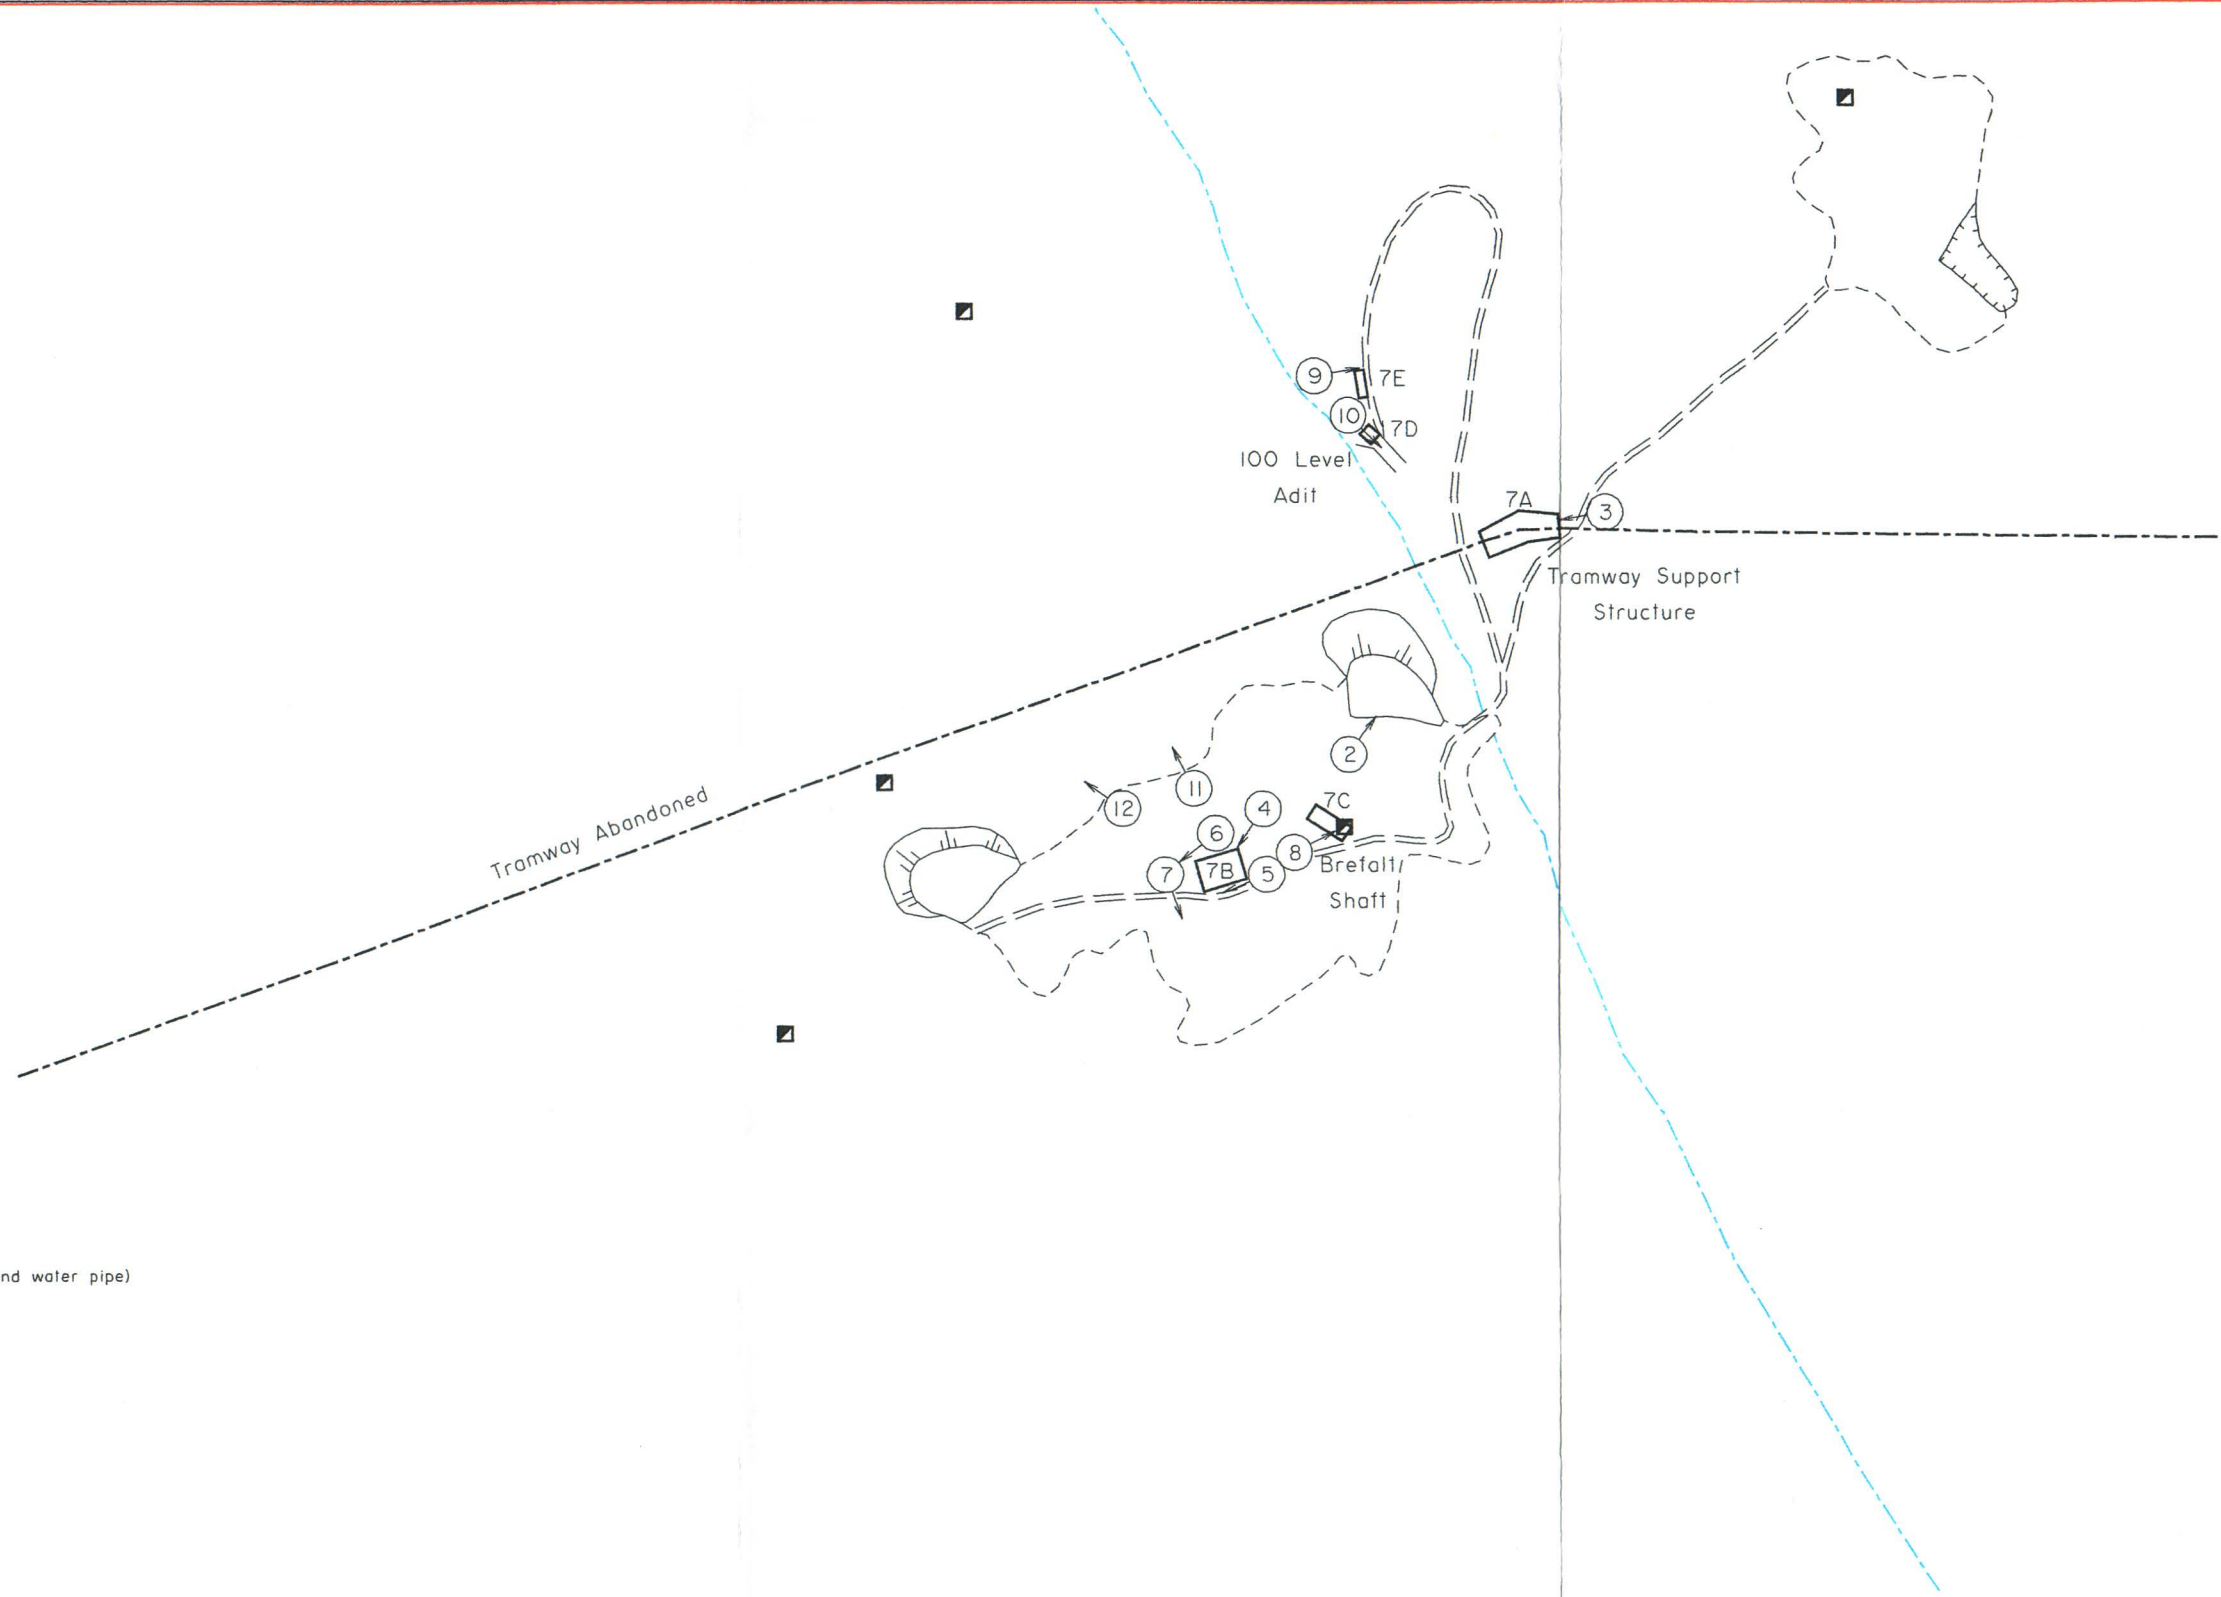 9
7E
10
7D
100 Level
Adit
7A
3
Tramway Support
Structure
2
11
12
Tramway Abandoned
4
7C
6
8
7
7B
5
Brefalt
Shaft
nd water pipe)